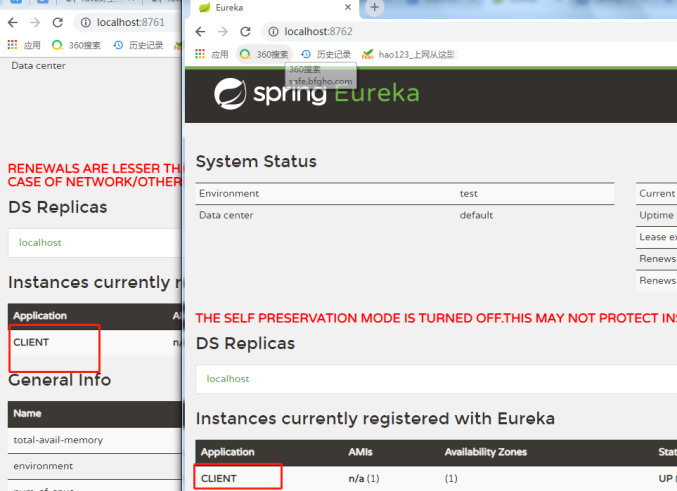 localhost:8761
应用
360搜索
历史记录
Data center
RENEWALS ARE LESSER TH
CASE OF NETWORK/OTHER
DS Replicas
localhost
Instances currently r
Application
CLIENT
n/
General Info
Name
total-avail-memory
environment
Eureka
localhost:8762
应用
360搜索
历史记录
hao123_上网从这里
360搜索
spring Eureka
System Status
Environment test
Data center default
Current
Uptime
Lease ex
Renews
Renews
THE SELF PRESERVATION MODE IS TURNED OFF.THIS MAY NOT PROTECT INS
DS Replicas
localhost
Instances currently registered with Eureka
Application AMIs Availability Zones Stat
CLIENT n/a (1) (1) UP (